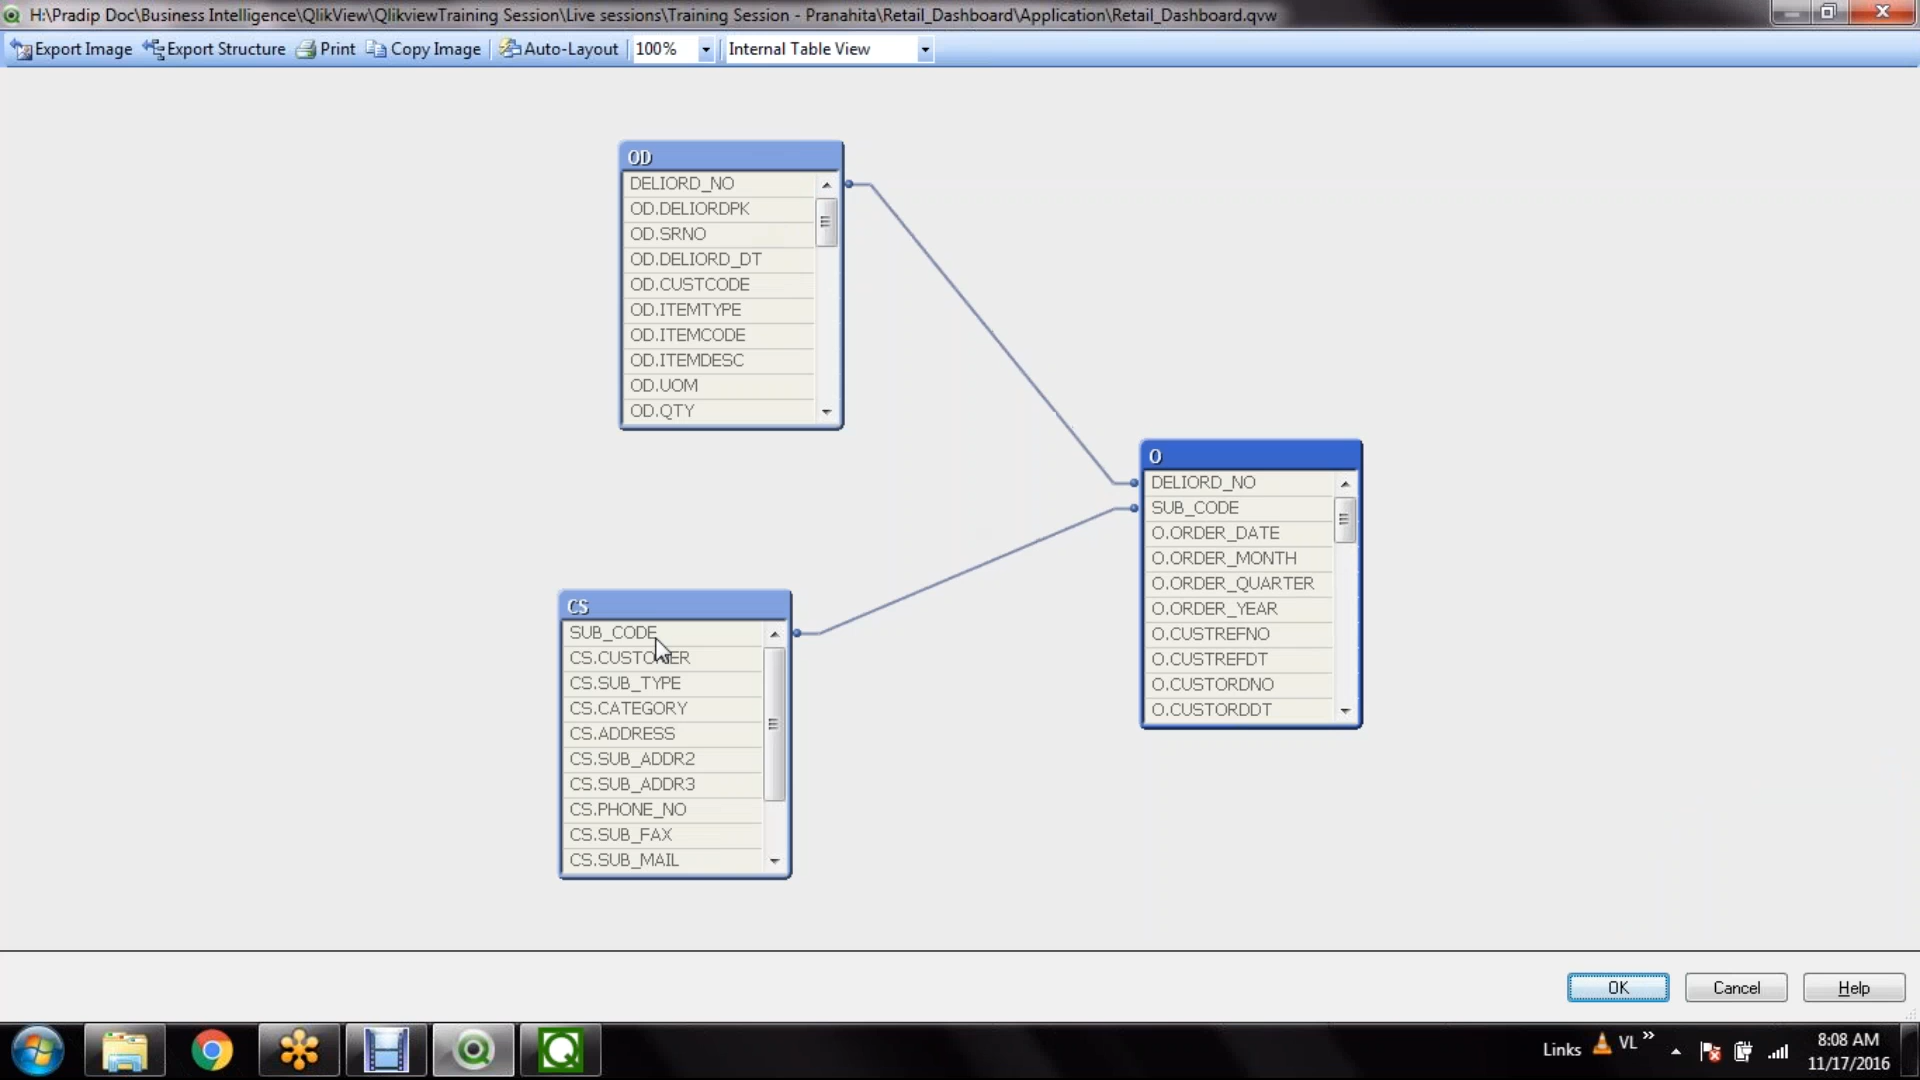 H:\Pradip Doc\Business Intelligence\QlikView\QlikviewTraining Session\Live sessions\Training Session - Pranahita\Retail_Dashboard\Application\Retail_Dashboard.qvw
Export Image Export Structure Print Copy Image Auto-Layout 100% Internal Table View
OD
DELIORD_NO
OD.DELIORDPK
OD.SRNO
OD.DELIORD_DT
OD.CUSTCODE
OD.ITEMTYPE
OD.ITEMCODE
OD.ITEMDESC
OD.UOM
OD.QTY
O
DELIORD_NO
SUB_CODE
O.ORDER_DATE
O.ORDER_MONTH
O.ORDER_QUARTER
O.ORDER_YEAR
O.CUSTREFNO
O.CUSTREFDT
O.CUSTORDNO
O.CUSTORDDT
CS
SUB_CODE
CS.CUSTOMER
CS.SUB_TYPE
CS.CATEGORY
CS.ADDRESS
CS.SUB_ADDR2
CS.SUB_ADDR3
CS.PHONE_NO
CS.SUB_FAX
CS.SUB_MAIL
OK Cancel Help
Links VL »
8:08 AM
11/17/2016